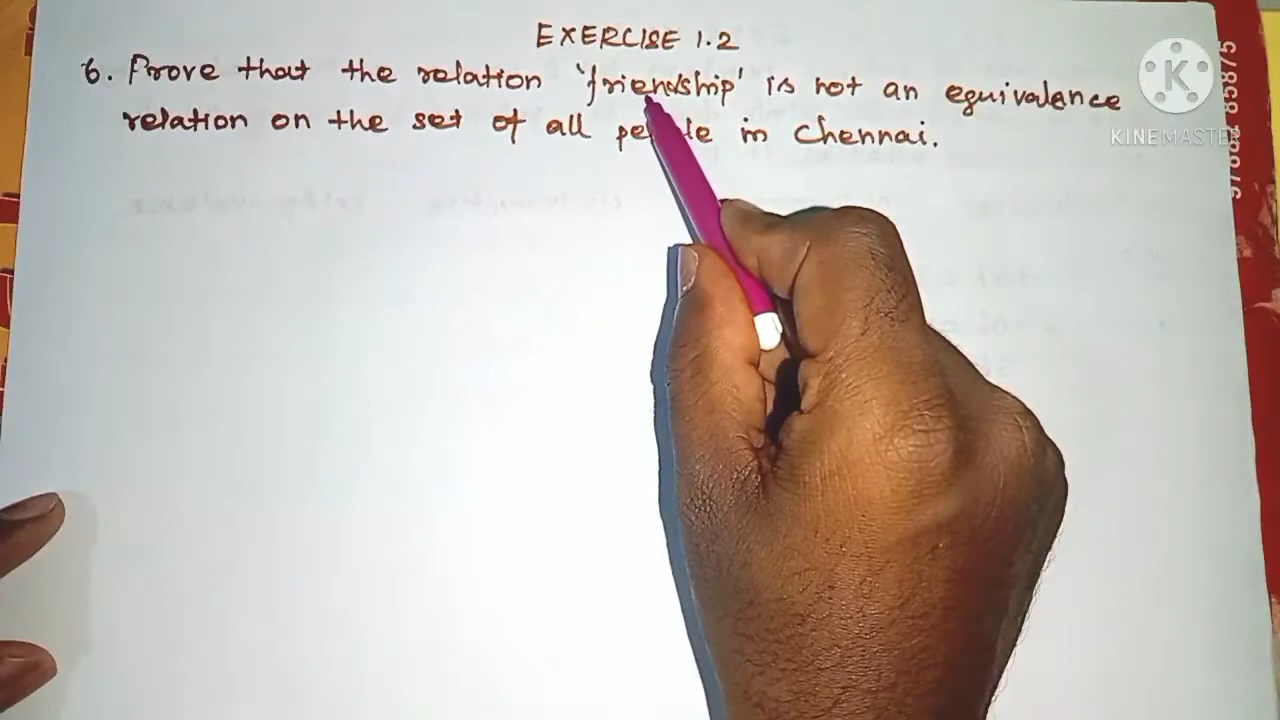 EXERCISE 1.2
6. Prove that the relation 'friendship' is not an equivalence
relation on the set of all in Chennai.
K
KINEMASTER